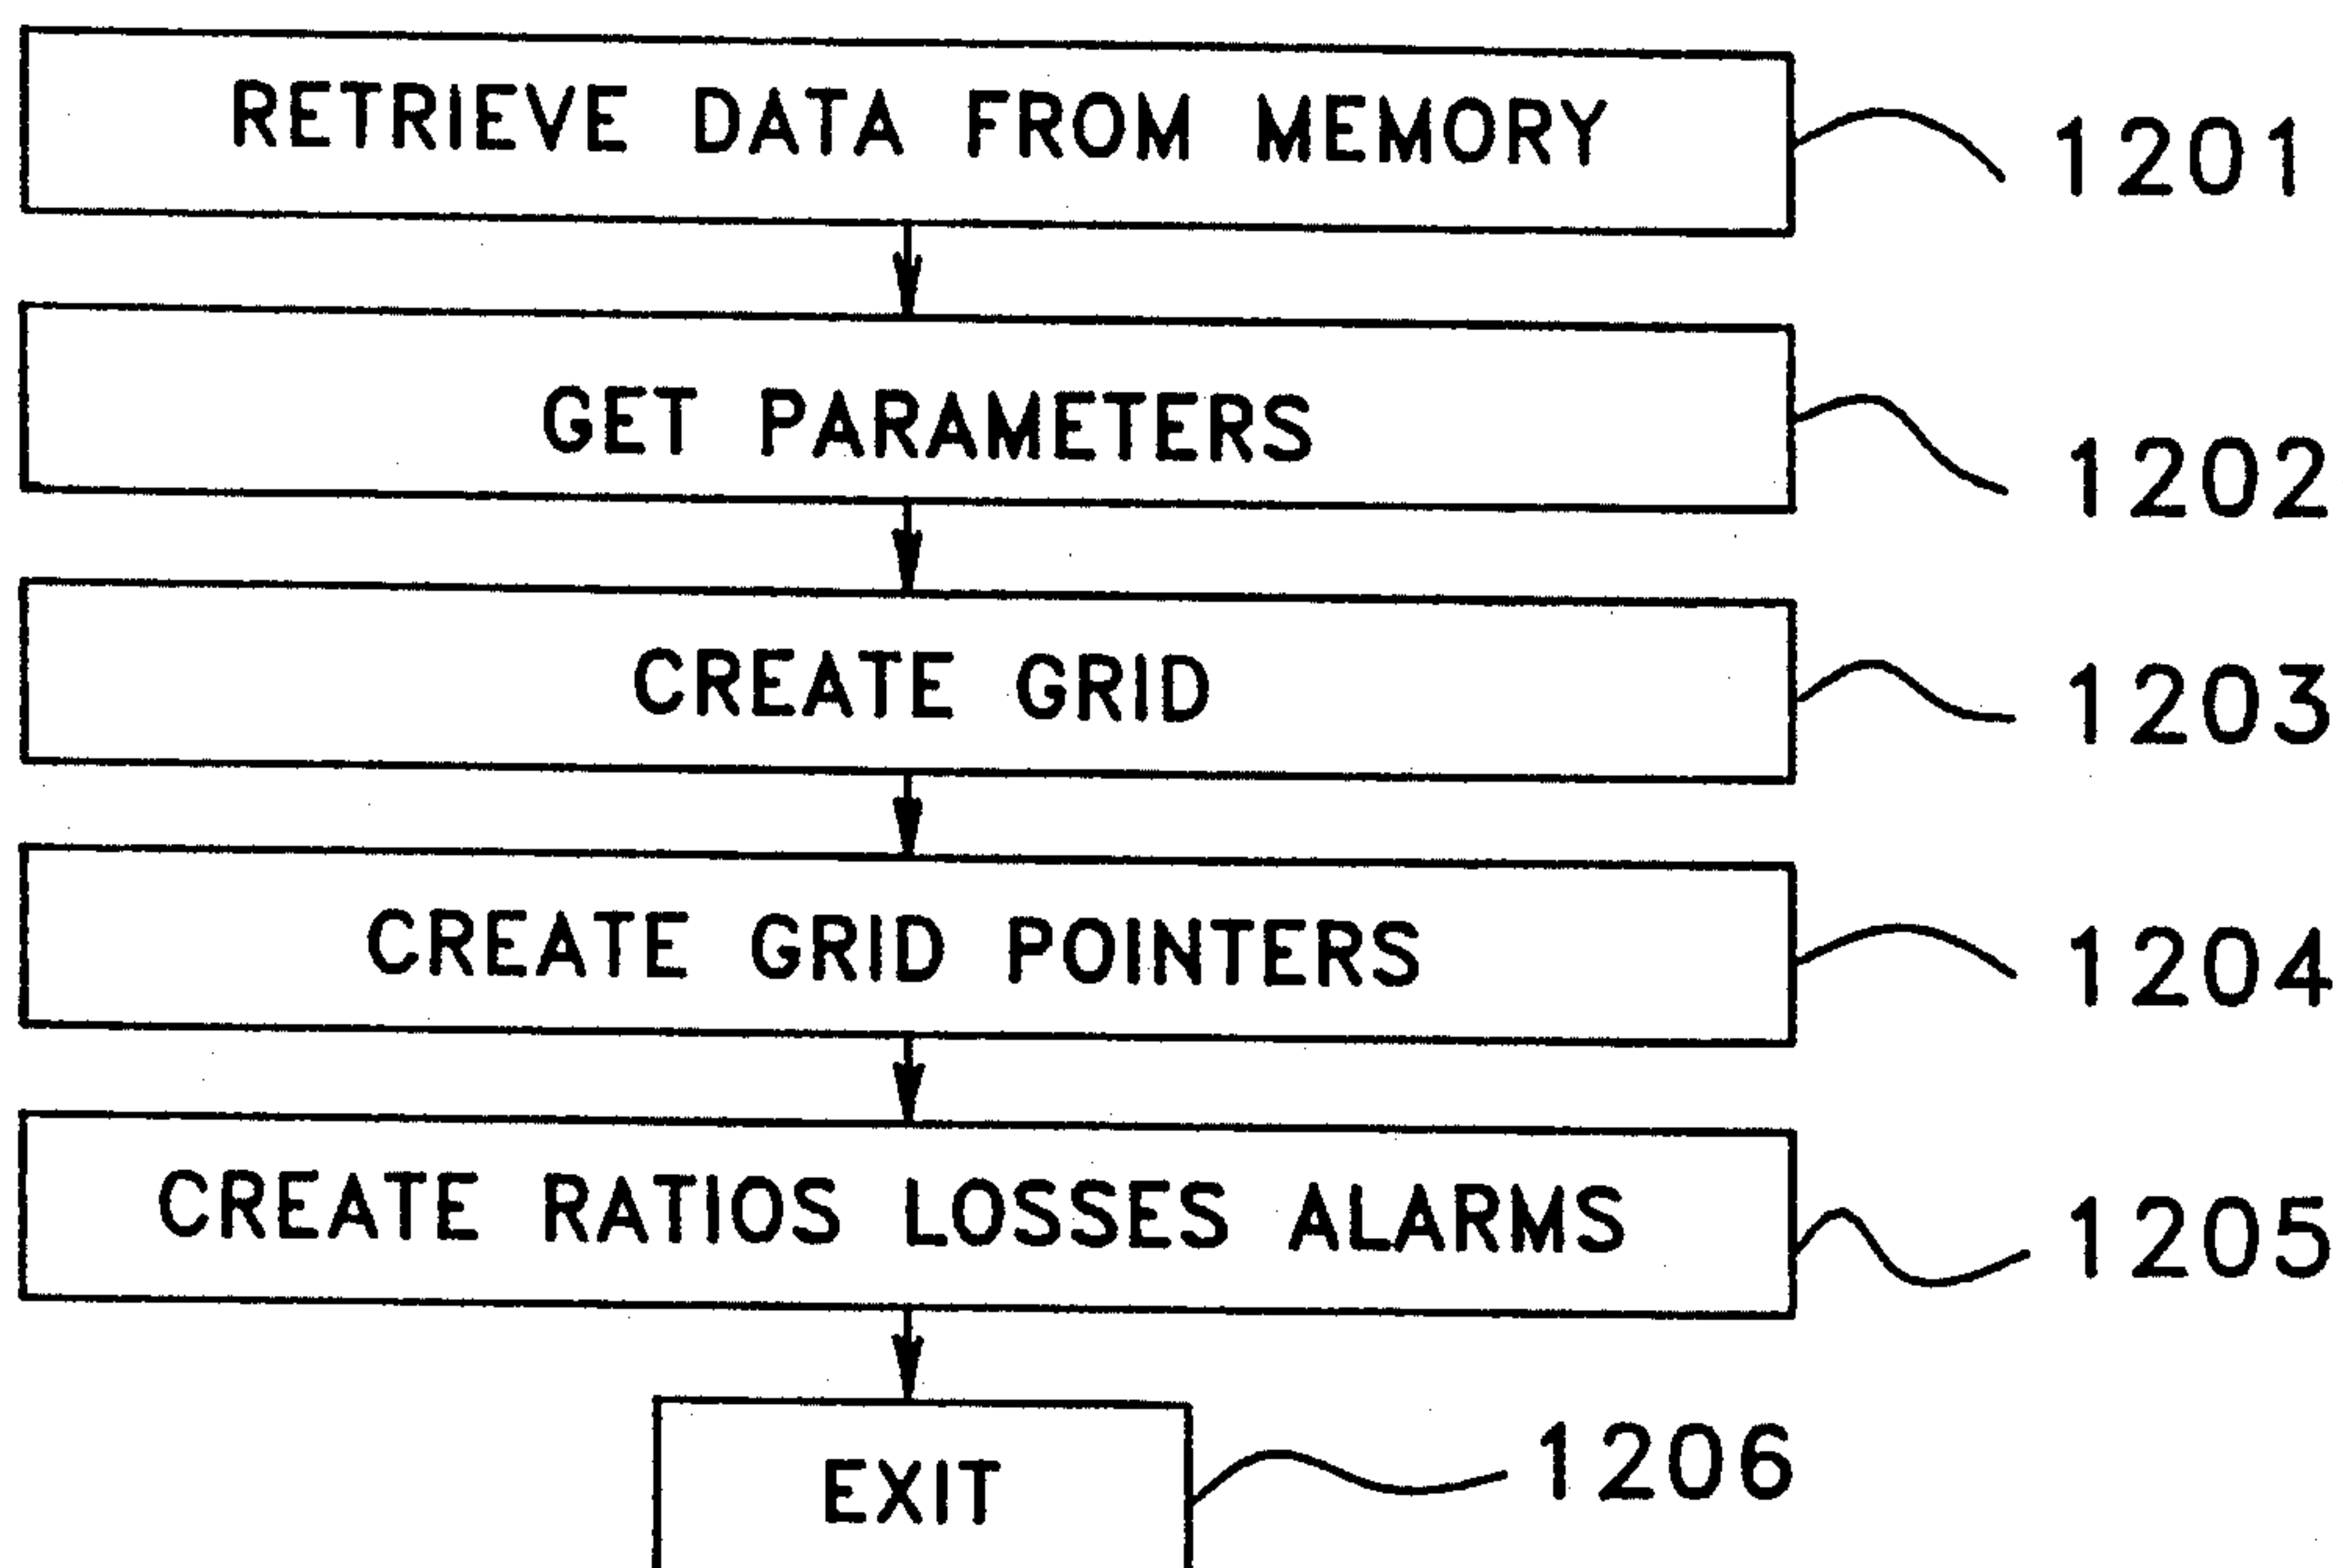 RETRIEVE DATA FROM MEMORY 1201
GET PARAMETERS 1202
CREATE GRID 1203
CREATE GRID POINTERS 1204
CREATE RATIOS LOSSES ALARMS 1205
EXIT 1206